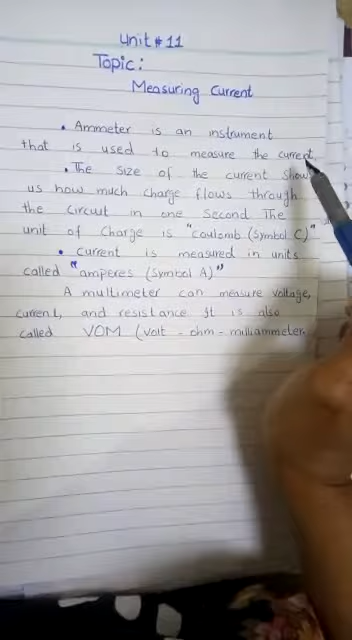 Unit # 11
Topic:
Measuring Current
• Ammeter is an instrument
that is used to measure the current.
• The size of the current show
us how much charge flows through
the circuit in one second The
unit of charge is "coulomb (symbol C)"
• Current is measured in units
called "amperes (symbol A)"
A multimeter can measure voltage,
current, and resistance It is also
called VOM (volt - ohm - milliammeter.